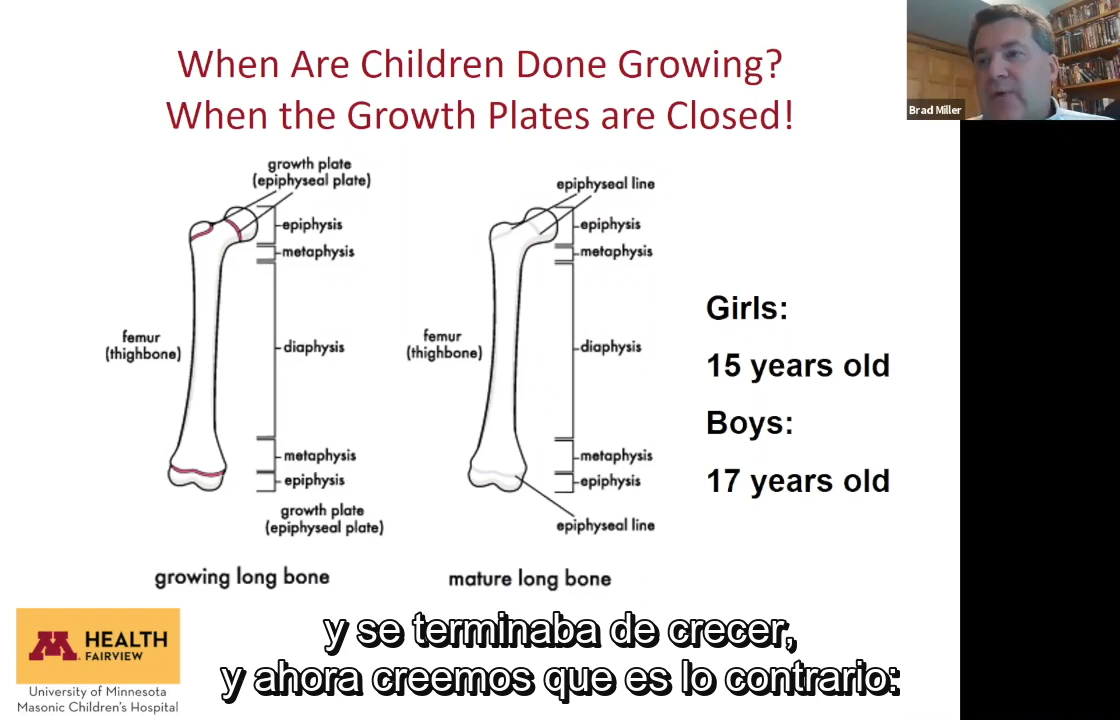 When Are Children Done Growing?
When the Growth Plates are Closed!
Brad Miller
growth plate
(epiphyseal plate)
epiphysis
metaphysis
femur
(thighbone)
diaphysis
metaphysis
epiphysis
growth plate
(epiphyseal plate)
growing long bone
epiphyseal line
epiphysis
metaphysis
femur
(thighbone)
diaphysis
metaphysis
epiphysis
epiphyseal line
mature long bone
Girls:
15 years old
Boys:
17 years old
M HEALTH
FAIRVIEW
University of Minnesota
Masonic Children's Hospital
y se terminaba de crecer,
y ahora creemos que es lo contrario: